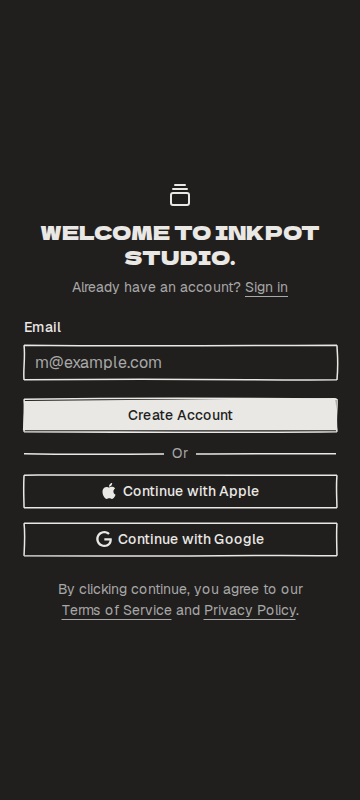 WELCOME TO INKPOT
STUDIO.
Already have an account? Sign in
Email
m@example.com
Create Account
Or
Continue with Apple
Continue with Google
By clicking continue, you agree to our
Terms of Service and Privacy Policy.